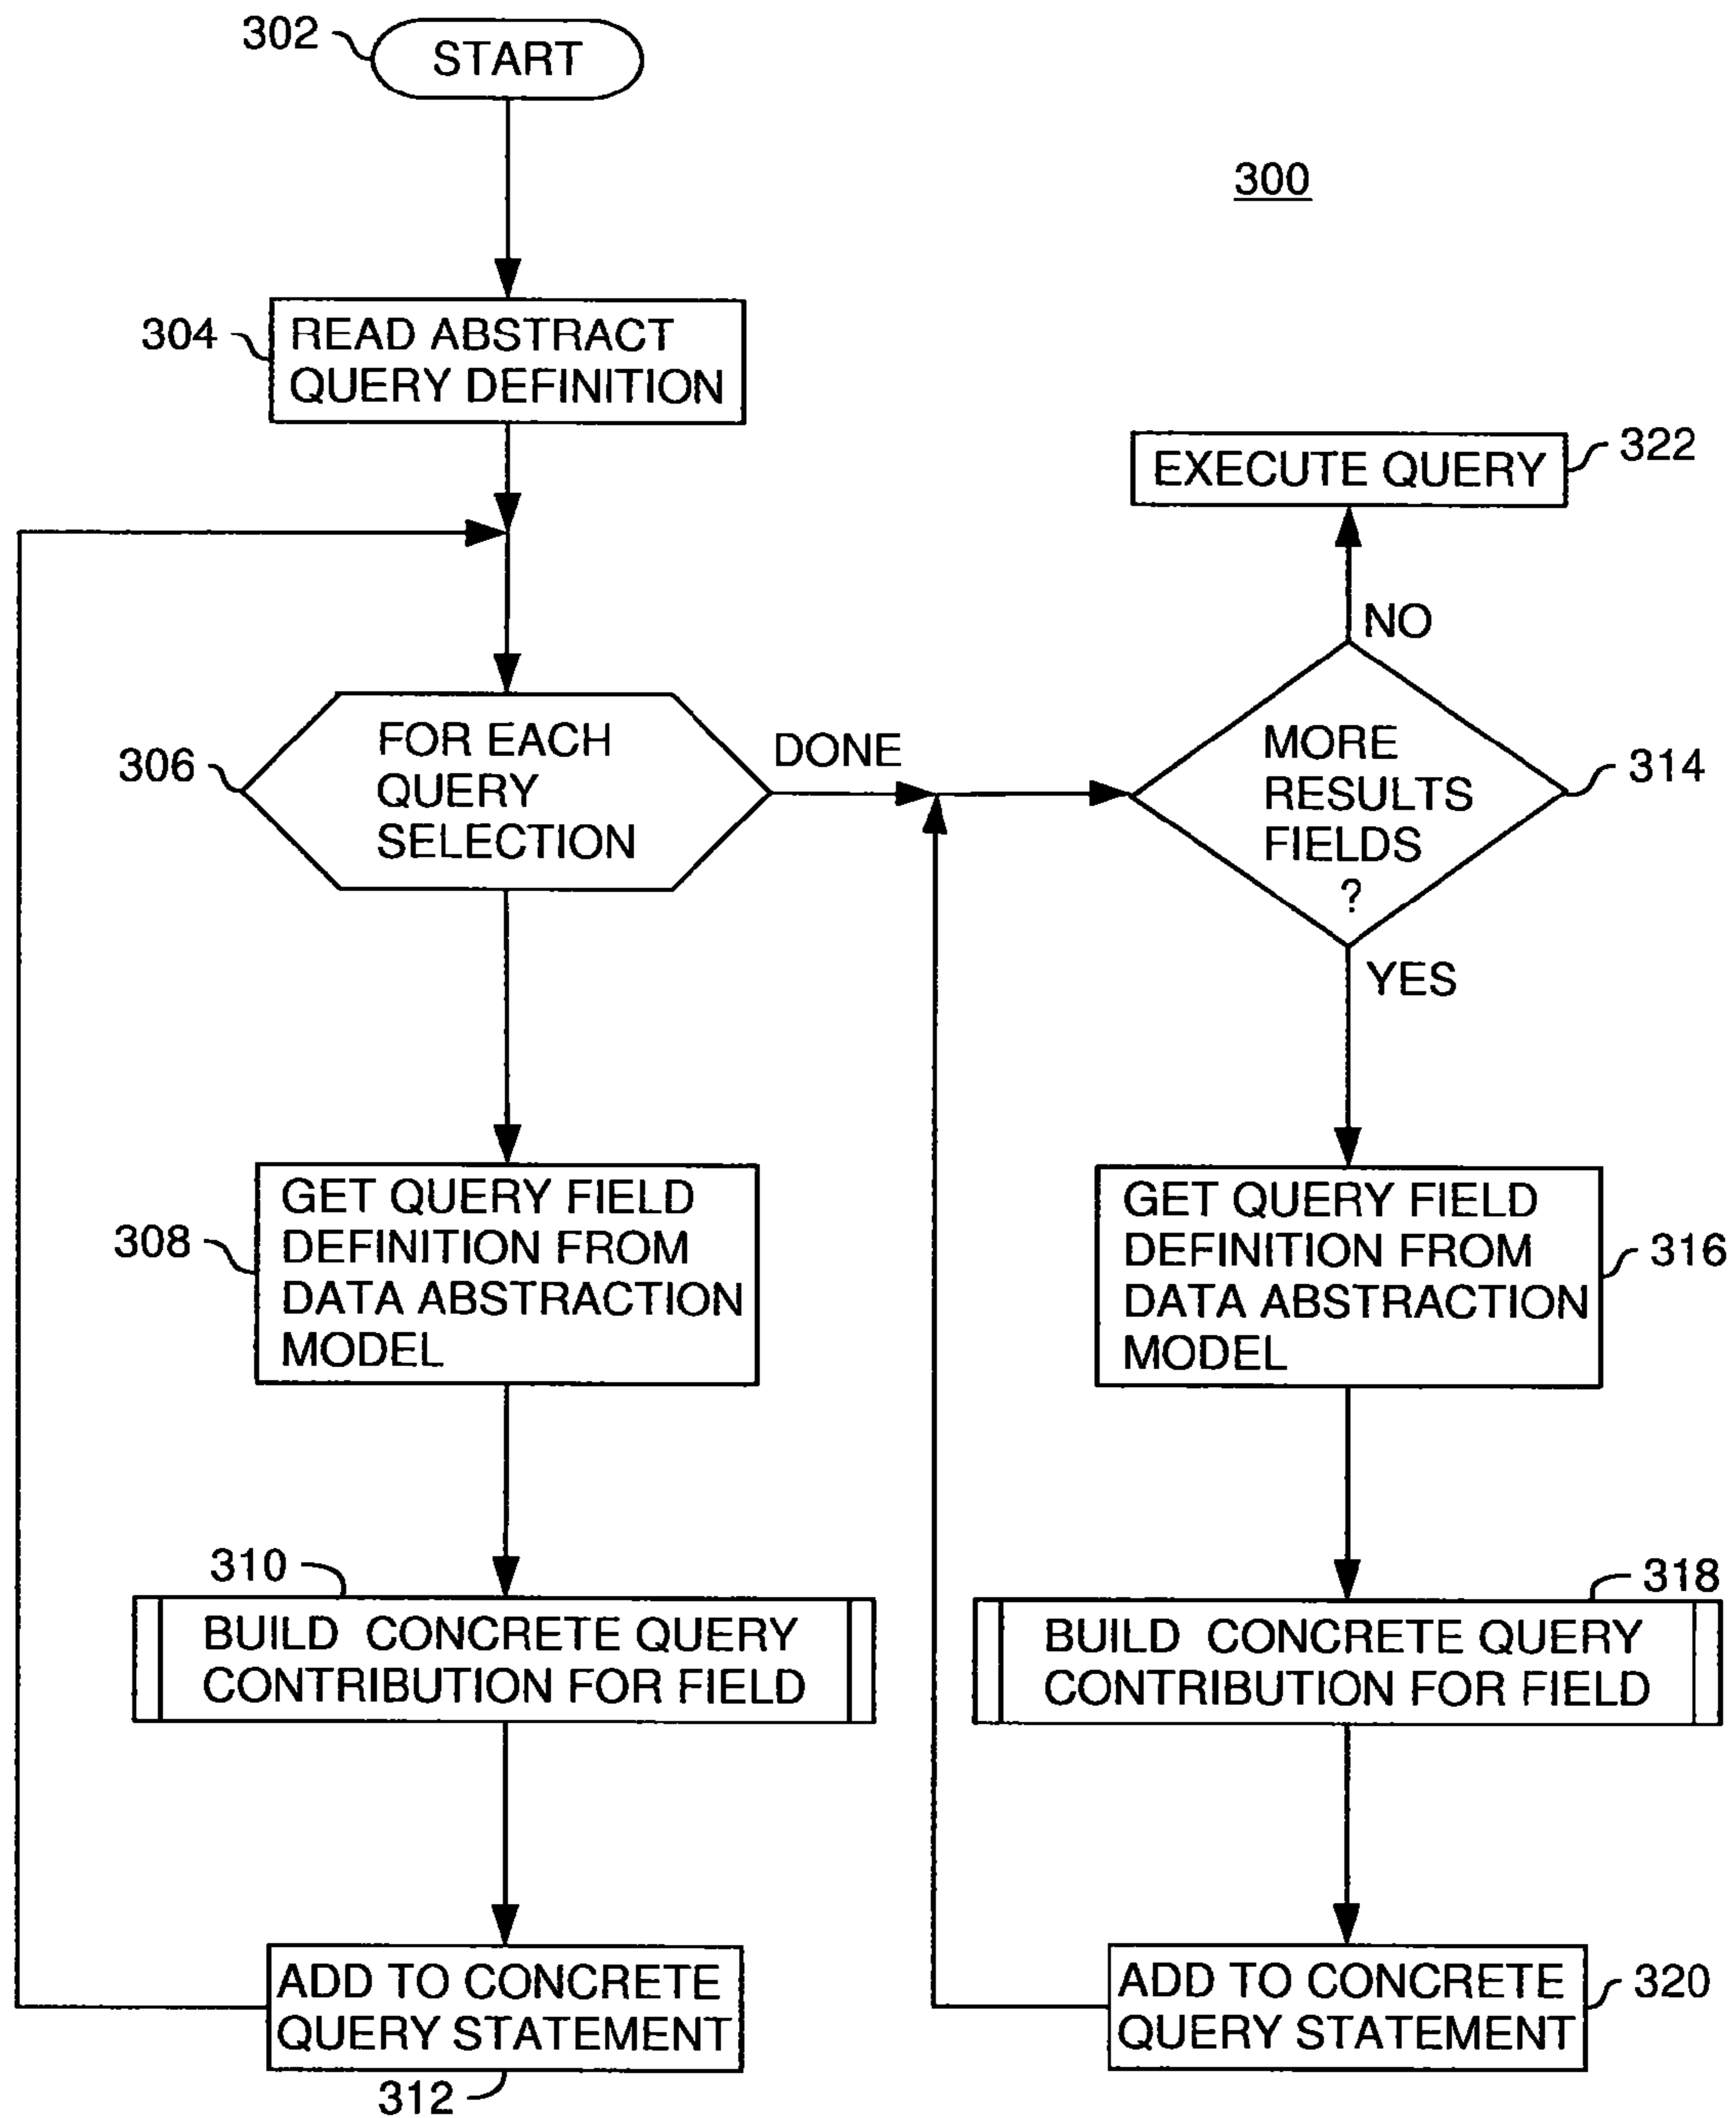 302
START
300
304
READ ABSTRACT
QUERY DEFINITION
322
EXECUTE QUERY
NO
306
FOR EACH
QUERY
SELECTION
DONE
314
MORE
RESULTS
FIELDS
?
YES
308
GET QUERY FIELD
DEFINITION FROM
DATA ABSTRACTION
MODEL
316
GET QUERY FIELD
DEFINITION FROM
DATA ABSTRACTION
MODEL
310
BUILD CONCRETE QUERY
CONTRIBUTION FOR FIELD
318
BUILD CONCRETE QUERY
CONTRIBUTION FOR FIELD
ADD TO CONCRETE
QUERY STATEMENT
312
320
ADD TO CONCRETE
QUERY STATEMENT